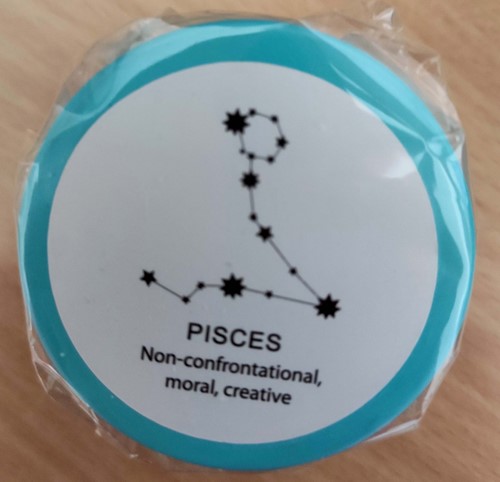 PISCES
Non-confrontational,
moral, creative